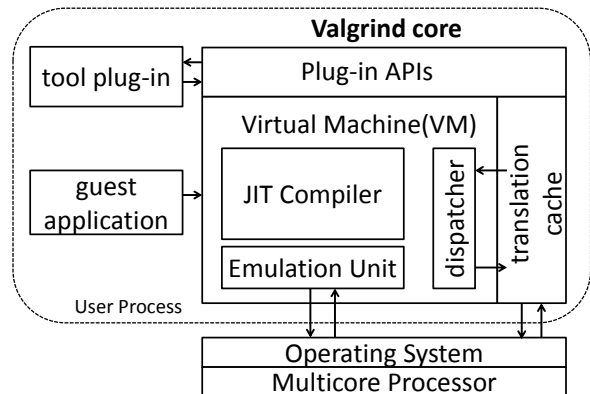 Valgrind core
tool plug-in
Plug-in APIs
Virtual Machine(VM)
JIT Compiler
dispatcher
translation
cache
guest
application
Emulation Unit
User Process
Operating System
Multicore Processor